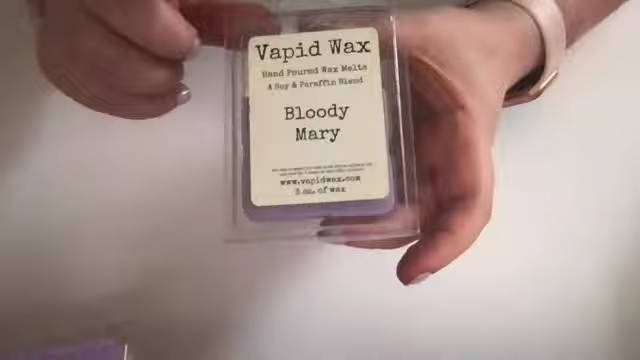 Vapid Wax
Hand Poured Wax Melts
A Soy & Paraffin Blend
Bloody
Mary
www.vapidwax.com
3 oz. of wax